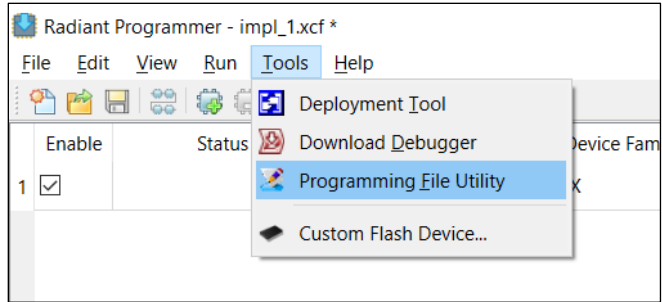 Radiant Programmer - impl_1.xcf *
File Edit View Run Tools Help
Deployment Tool
Enable Status Download Debugger Device Fam
1 Programming File Utility X
Custom Flash Device...